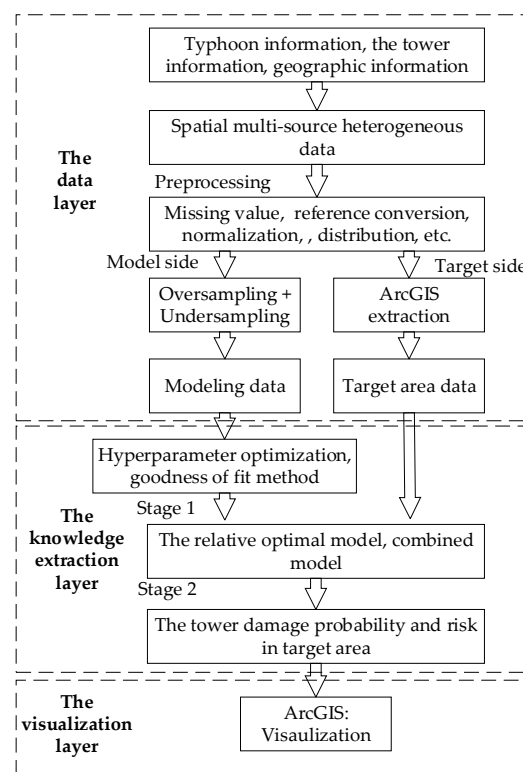 Typhoon information, the tower
information, geographic information
Spatial multi-source heterogeneous
data
The
data
layer
Preprocessing
Missing value, reference conversion,
normalization, , distribution, etc.
Model side
Target side
Oversampling +
Undersampling
ArcGIS
extraction
Modeling data
Target area data
Hyperparameter optimization,
goodness of fit method
Stage 1
The
knowledge
extraction
layer
The relative optimal model, combined
model
Stage 2
The tower damage probability and risk
in target area
The
visualization
layer
ArcGIS:
Visaulization